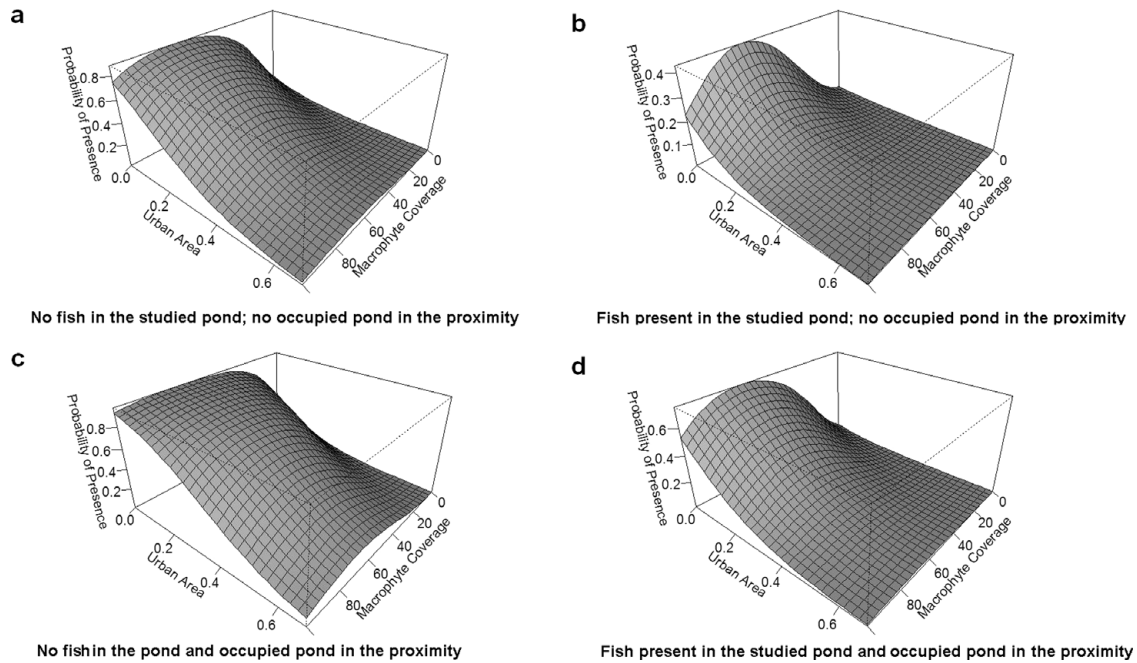 a
Probability of Presence
0.8
0.6
0.4
0.2
0.0
0.2
0.4
0.6
Urban Area
0
20
40
60
80
Macrophyte Coverage
No fish in the studied pond; no occupied pond in the proximity
b
Probability of Presence
0.4
0.3
0.2
0.1
0.0
0.2
0.4
0.6
Urban Area
0
20
40
60
80
Macrophyte Coverage
Fish present in the studied pond; no occupied pond in the proximity
c
Probability of Presence
0.8
0.6
0.4
0.2
0.0
0.2
0.4
0.6
Urban Area
0
20
40
60
80
Macrophyte Coverage
No fish in the pond and occupied pond in the proximity
d
Probability of Presence
0.6
0.4
0.2
0.0
0.2
0.4
0.6
Urban Area
0
20
40
60
80
Macrophyte Coverage
Fish present in the studied pond and occupied pond in the proximity